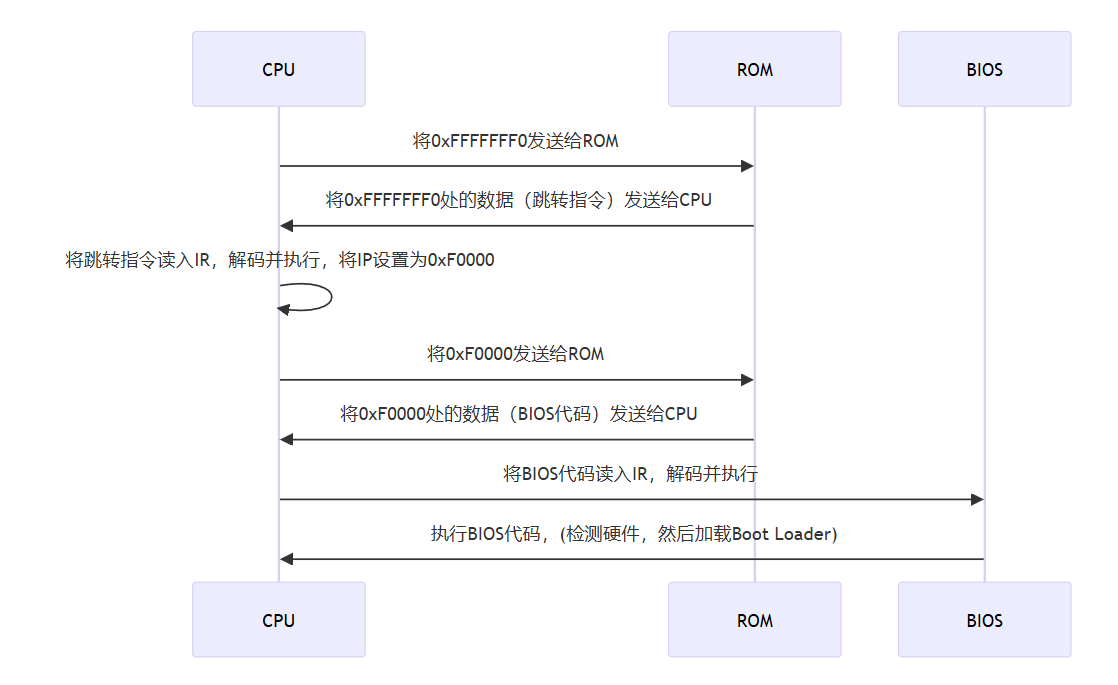 CPU
ROM
BIOS
将0xFFFFFFF0发送给ROM
将0xFFFFFFF0处的数据（跳转指令）发送给CPU
将跳转指令读入IR，解码并执行，将IP设置为0xF0000
将0xF0000发送给ROM
将0xF0000处的数据（BIOS代码）发送给CPU
将BIOS代码读入IR，解码并执行
执行BIOS代码，(检测硬件，然后加载Boot Loader)
CPU
ROM
BIOS